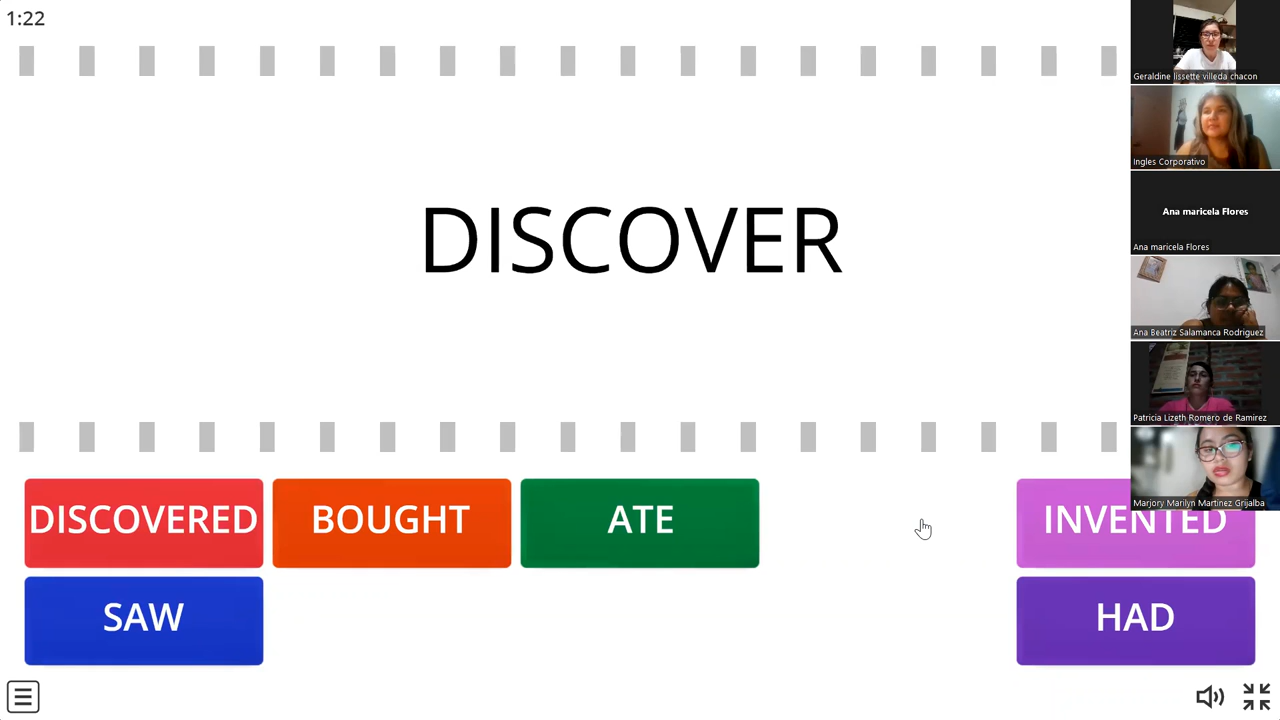 1:22
DISCOVER
DISCOVERED
BOUGHT
ATE
INVENTED
SAW
HAD
Geraldine lissette villeda chacon
Ingles Corporativo
Ana maricela Flores
Ana maricela Flores
Ana Beatriz Salamanca Rodriguez
Patricia Lizeth Romero de Ramirez
Marjory Marilyn Martinez Grijalba